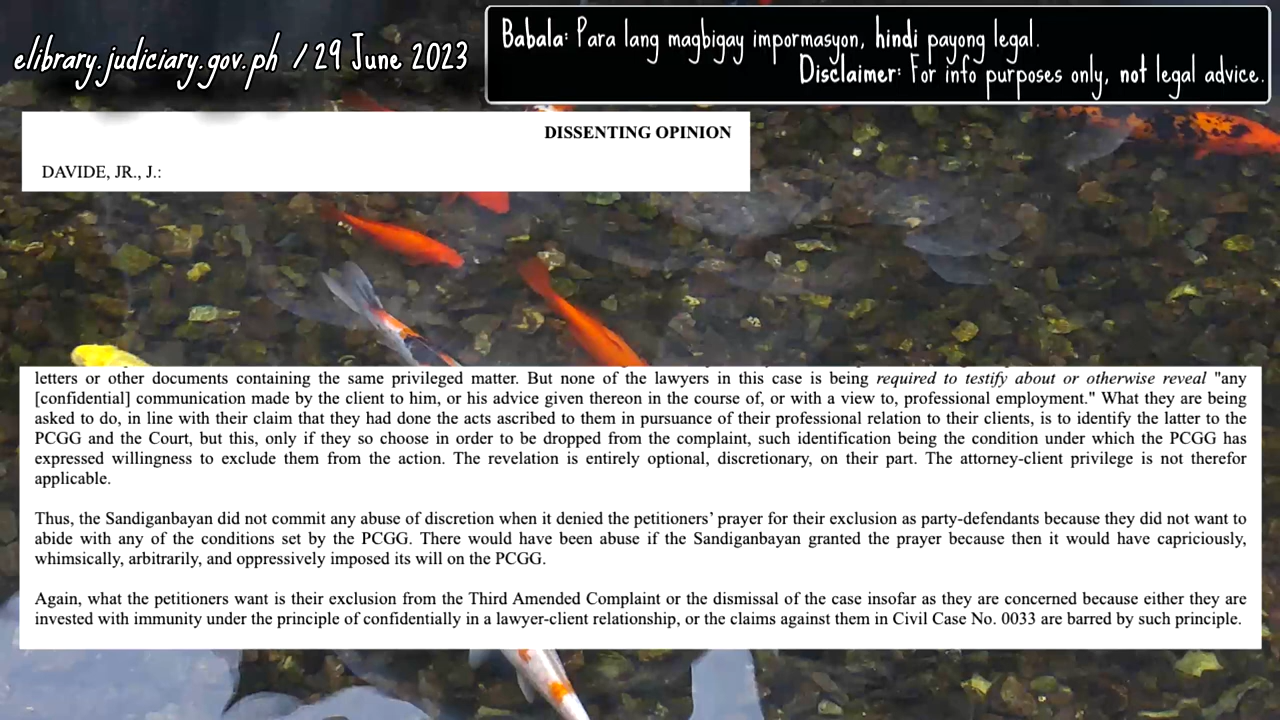 elibrary.judiciary.gov.ph / 29 June 2023
Babala: Para lang magbigay impormasyon, hindi payong legal.
Disclaimer: For info purposes only, not legal advice.
DISSENTING OPINION
DAVIDE, JR., J.:
letters or other documents containing the same privileged matter. But none of the lawyers in this case is being required to testify about or otherwise reveal "any
[confidential] communication made by the client to him, or his advice given thereon in the course of, or with a view to, professional employment." What they are being
asked to do, in line with their claim that they had done the acts ascribed to them in pursuance of their professional relation to their clients, is to identify the latter to the
PCGG and the Court, but this, only if they so choose in order to be dropped from the complaint, such identification being the condition under which the PCGG has
expressed willingness to exclude them from the action. The revelation is entirely optional, discretionary, on their part. The attorney-client privilege is not therefor
applicable.
Thus, the Sandiganbayan did not commit any abuse of discretion when it denied the petitioners’ prayer for their exclusion as party-defendants because they did not want to
abide with any of the conditions set by the PCGG. There would have been abuse if the Sandiganbayan granted the prayer because then it would have capriciously,
whimsically, arbitrarily, and oppressively imposed its will on the PCGG.
Again, what the petitioners want is their exclusion from the Third Amended Complaint or the dismissal of the case insofar as they are concerned because either they are
invested with immunity under the principle of confidentially in a lawyer-client relationship, or the claims against them in Civil Case No. 0033 are barred by such principle.